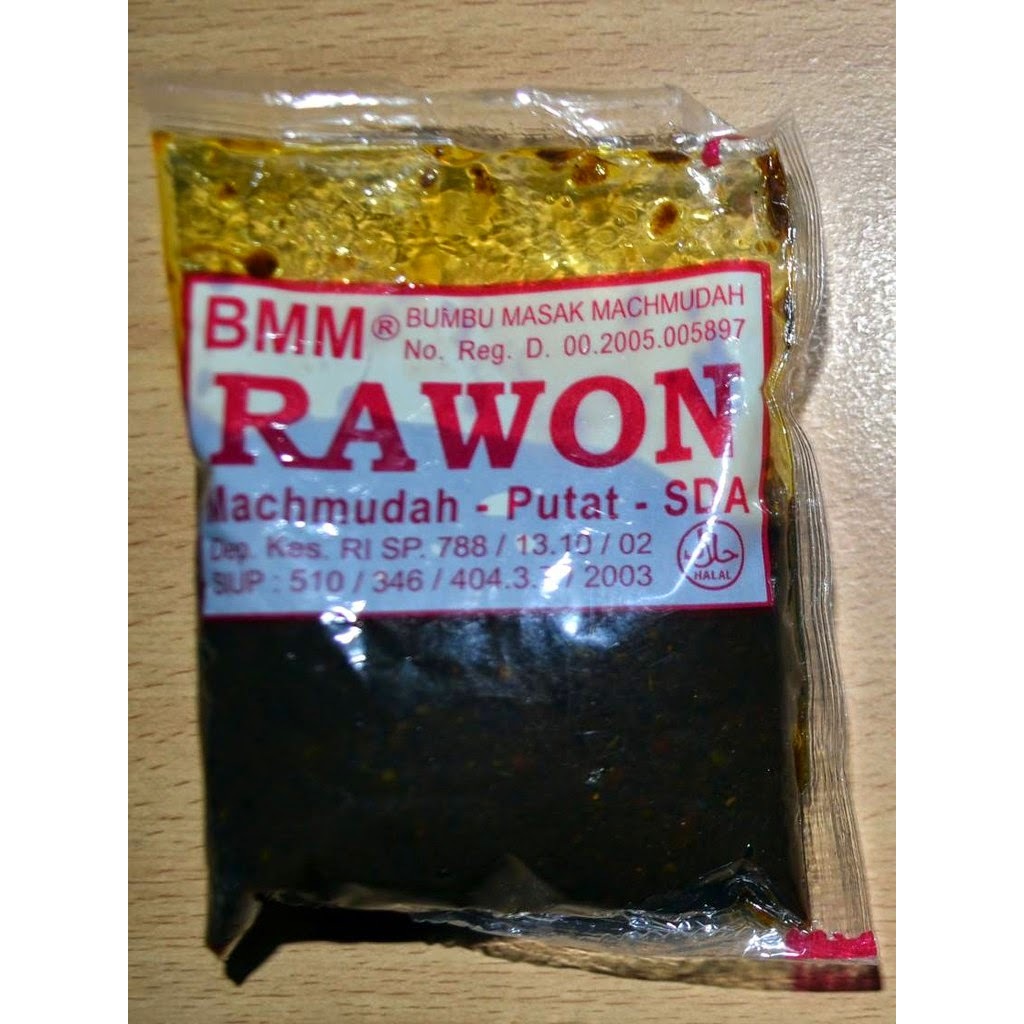 BMM® BUMBU MASAK MACHMUDAH
No. Reg. D. 00.2005.005897
RAWON
Machmudah - Putat - SDA
Dep. Kes. RI SP. 788 / 13.10 / 02
SIUP : 510 / 346 / 404.3. / 2003
حلال
HALAL